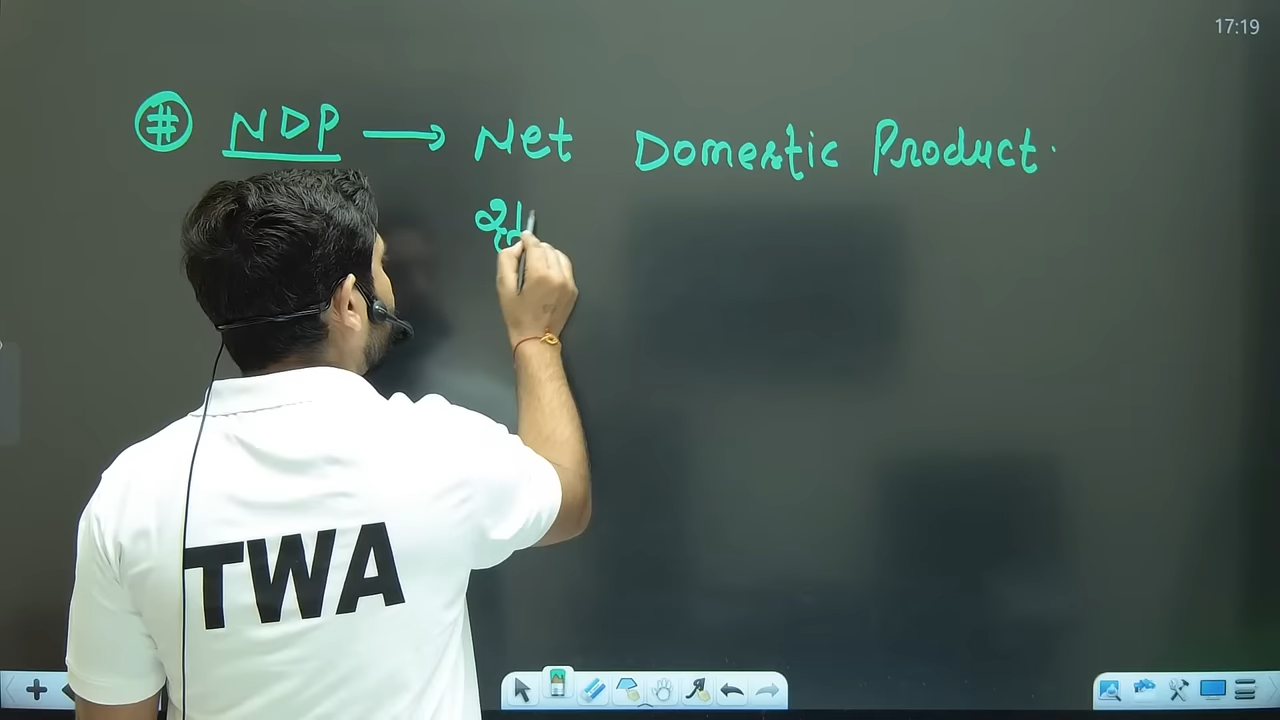 17:19
# NDP → Net Domestic Product.
TWA